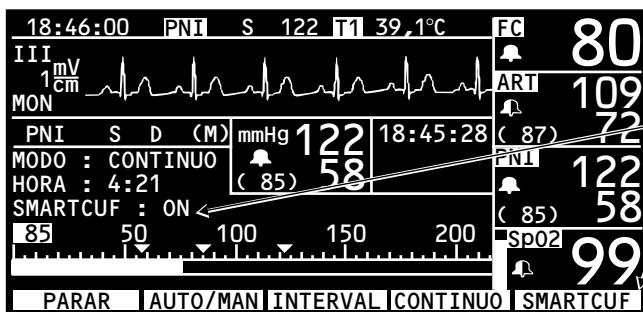 18:46:00 PNI S 122 T1 39,1°C
FC
80
III
1 mV
cm
MON
ART
109
72
( 87)
PNI S D (M)
mmHg
122
58
( 85)
18:45:28
MODO : CONTINUO
HORA : 4:21
SMARTCUF : ON
PNI
122
58
( 85)
85 50 100 150 200
SpO2
99
PARAR AUTO/MAN INTERVAL CONTINUO SMARTCUF